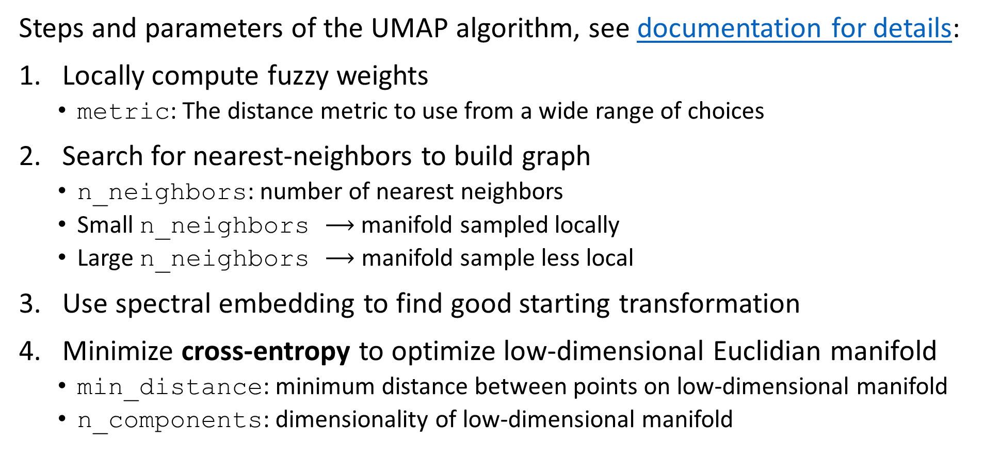 Steps and parameters of the UMAP algorithm, see documentation for details:
1. Locally compute fuzzy weights
• metric: The distance metric to use from a wide range of choices
2. Search for nearest-neighbors to build graph
• n_neighbors: number of nearest neighbors
• Small n_neighbors ⟶ manifold sampled locally
• Large n_neighbors ⟶ manifold sample less local
3. Use spectral embedding to find good starting transformation
4. Minimize cross-entropy to optimize low-dimensional Euclidian manifold
• min_distance: minimum distance between points on low-dimensional manifold
• n_components: dimensionality of low-dimensional manifold